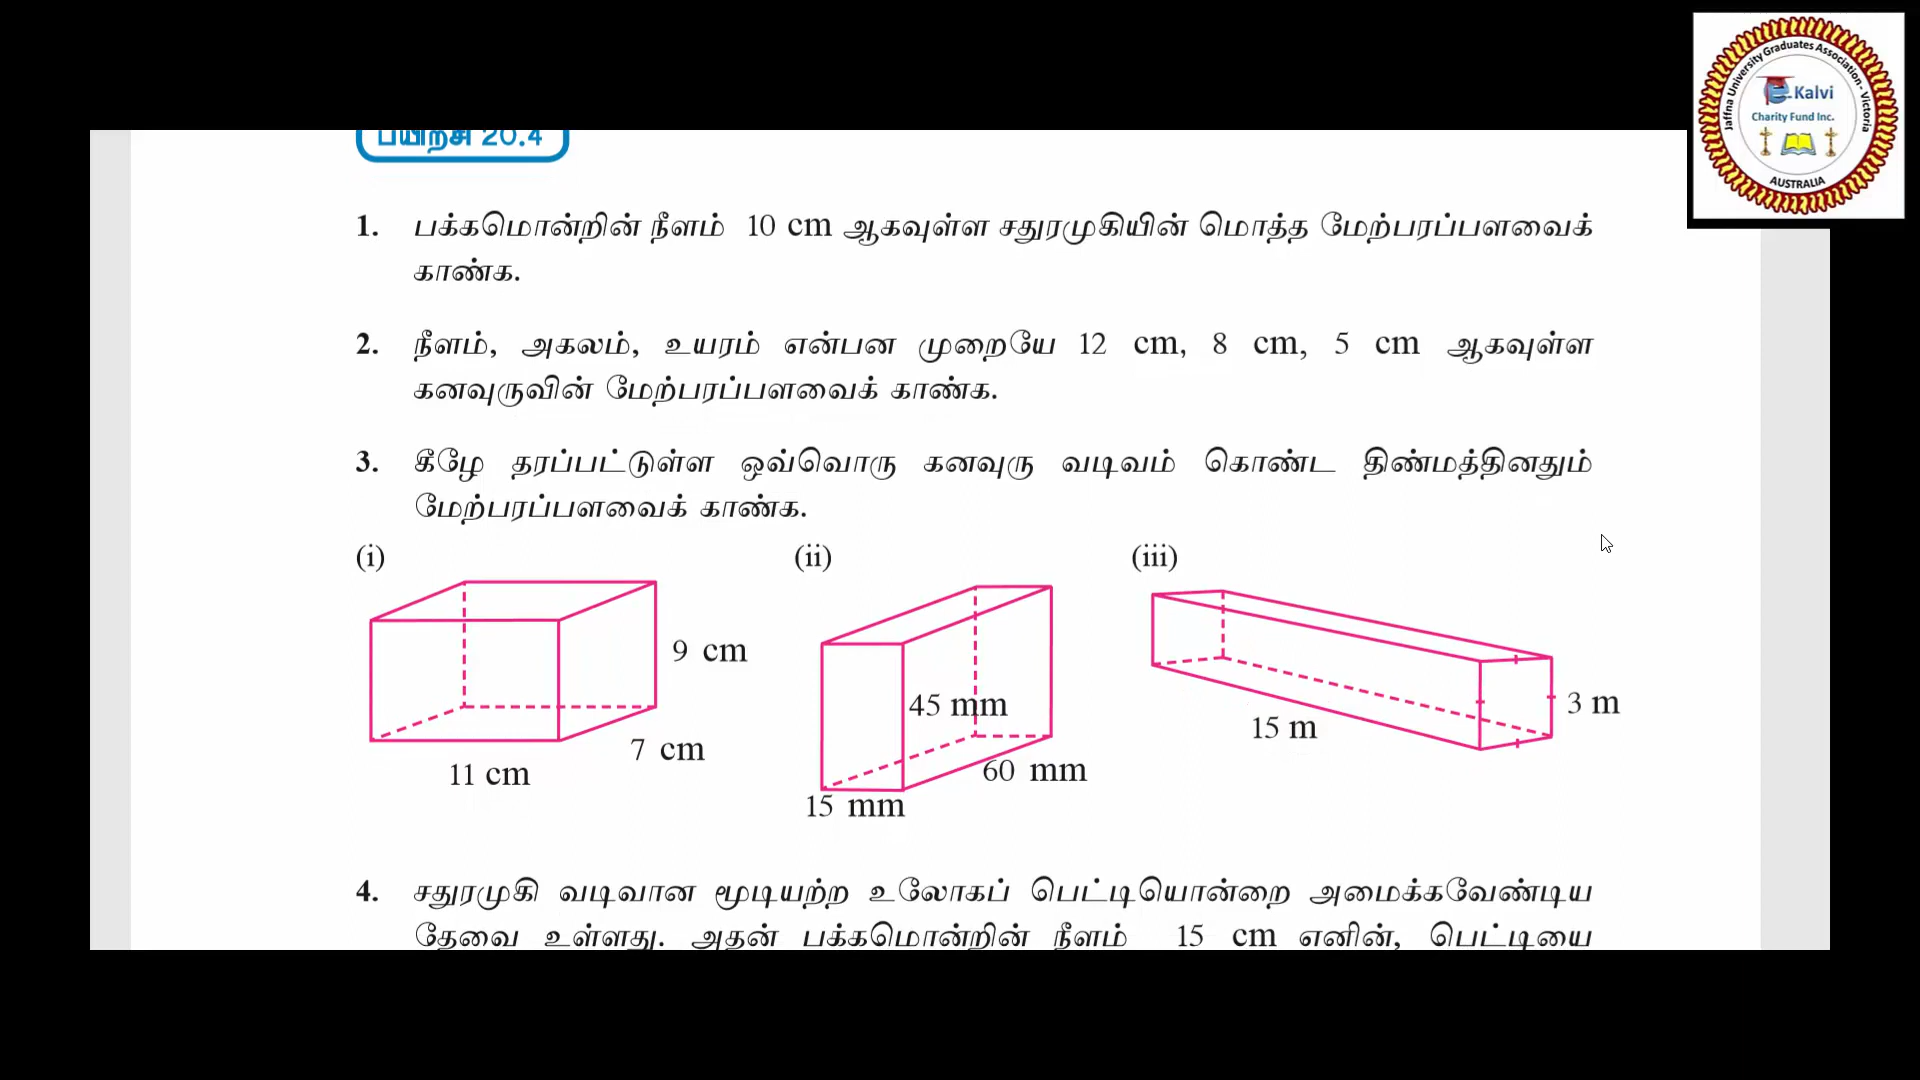 Jaffna University Graduates Association - Victoria
e Kalvi
Charity Fund Inc.
AUSTRALIA
பயிற்சி 20.4
1. பக்கமொன்றின் நீளம் 10 cm ஆகவுள்ள சதுரமுகியின் மொத்த மேற்பரப்பளவைக்
காண்க.
2. நீளம், அகலம், உயரம் என்பன முறையே 12 cm, 8 cm, 5 cm ஆகவுள்ள
கனவுருவின் மேற்பரப்பளவைக் காண்க.
3. கீழே தரப்பட்டுள்ள ஒவ்வொரு கனவுரு வடிவம் கொண்ட திண்மத்தினதும்
மேற்பரப்பளவைக் காண்க.
(i) (ii) (iii)
9 cm
7 cm
11 cm
45 mm
60 mm
15 mm
3 m
15 m
4. சதுரமுகி வடிவான மூடியற்ற உலோகப் பெட்டியொன்றை அமைக்கவேண்டிய
தேவை உள்ளது. அதன் பக்கமொன்றின் நீளம் 15 cm எனின், பெட்டியை